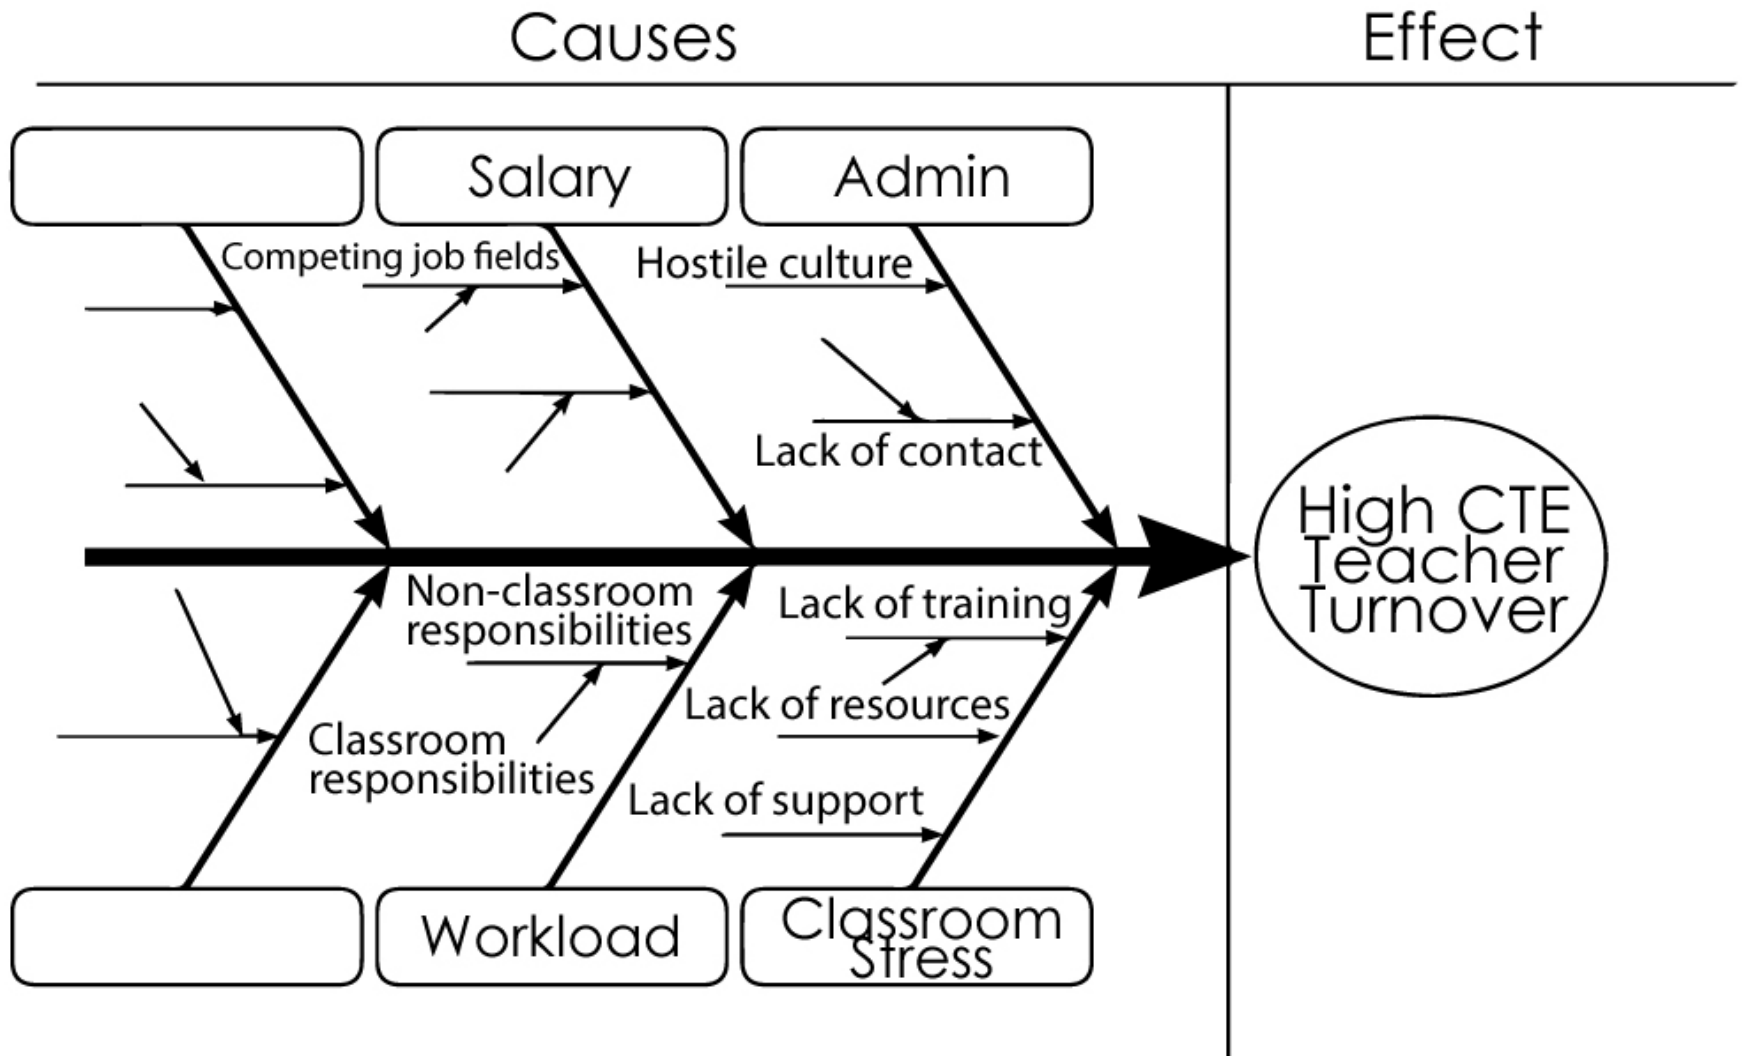 Causes
Effect
Salary
Admin
Competing job fields
Hostile culture
Lack of contact
High CTE
Teacher
Turnover
Non-classroom
responsibilities
Lack of training
Lack of resources
Classroom
responsibilities
Lack of support
Workload
Classroom
Stress